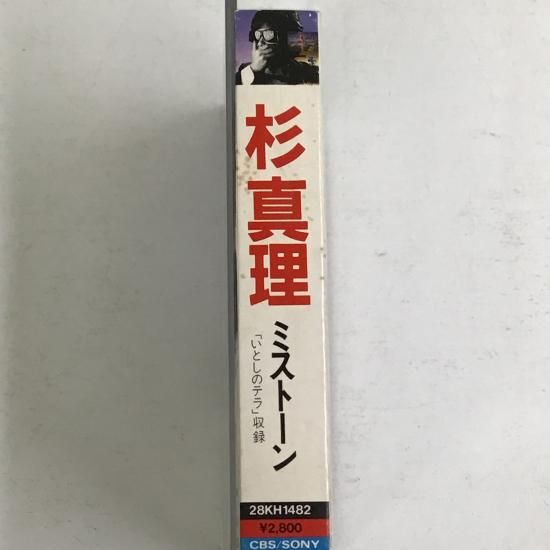 杉 真理
ミストーン
「いとしのテラ」収録
28KH1482
¥2,800
CBS/SONY